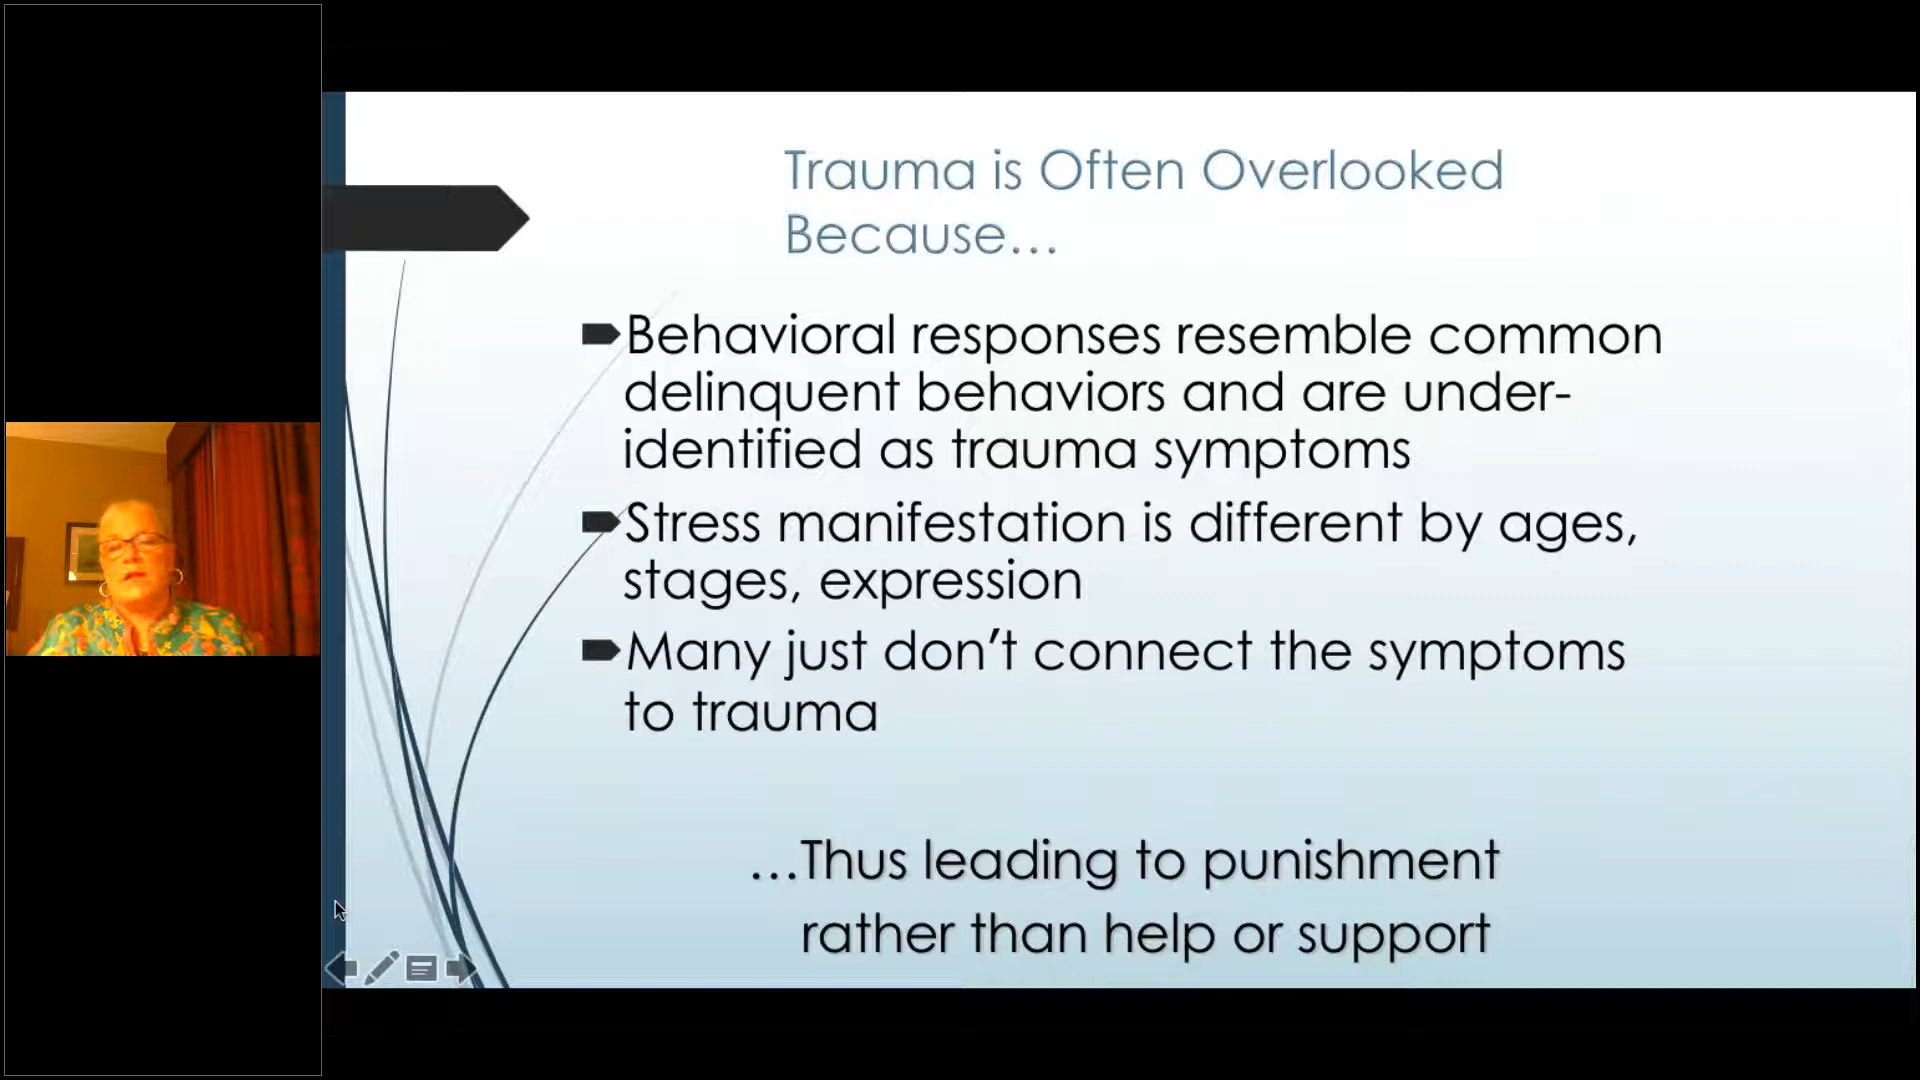 Trauma is Often Overlooked
Because…
Behavioral responses resemble common
delinquent behaviors and are under-
identified as trauma symptoms
Stress manifestation is different by ages,
stages, expression
Many just don’t connect the symptoms
to trauma
…Thus leading to punishment
rather than help or support